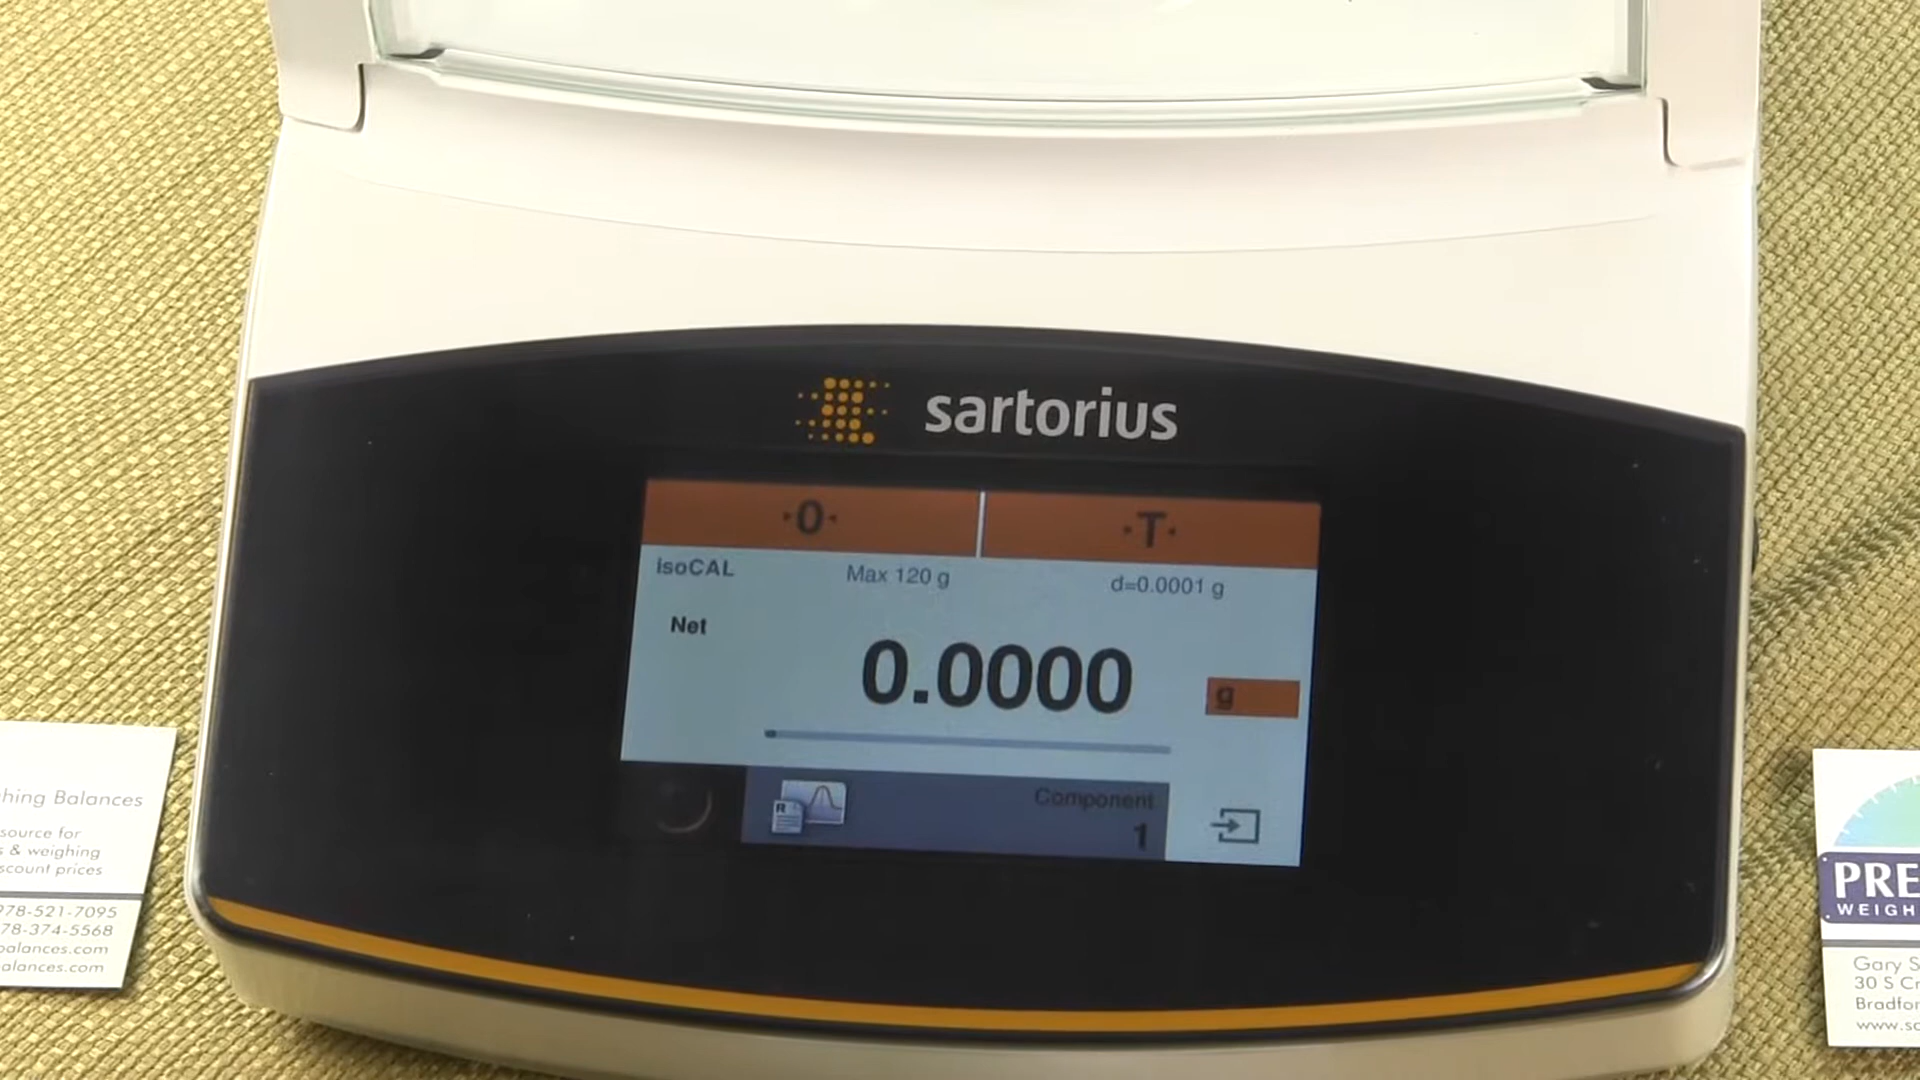 sartorius
·0· ·T·
isoCAL Max 120 g d=0.0001 g
Net
0.0000 g
R Component
1
hing Balances
source for
& weighing
scount prices
978-521-7095
78-374-5568
balances.com
alances.com
PRE
WEIGH
Gary S
30 S Cr
Bradfor
www.sc